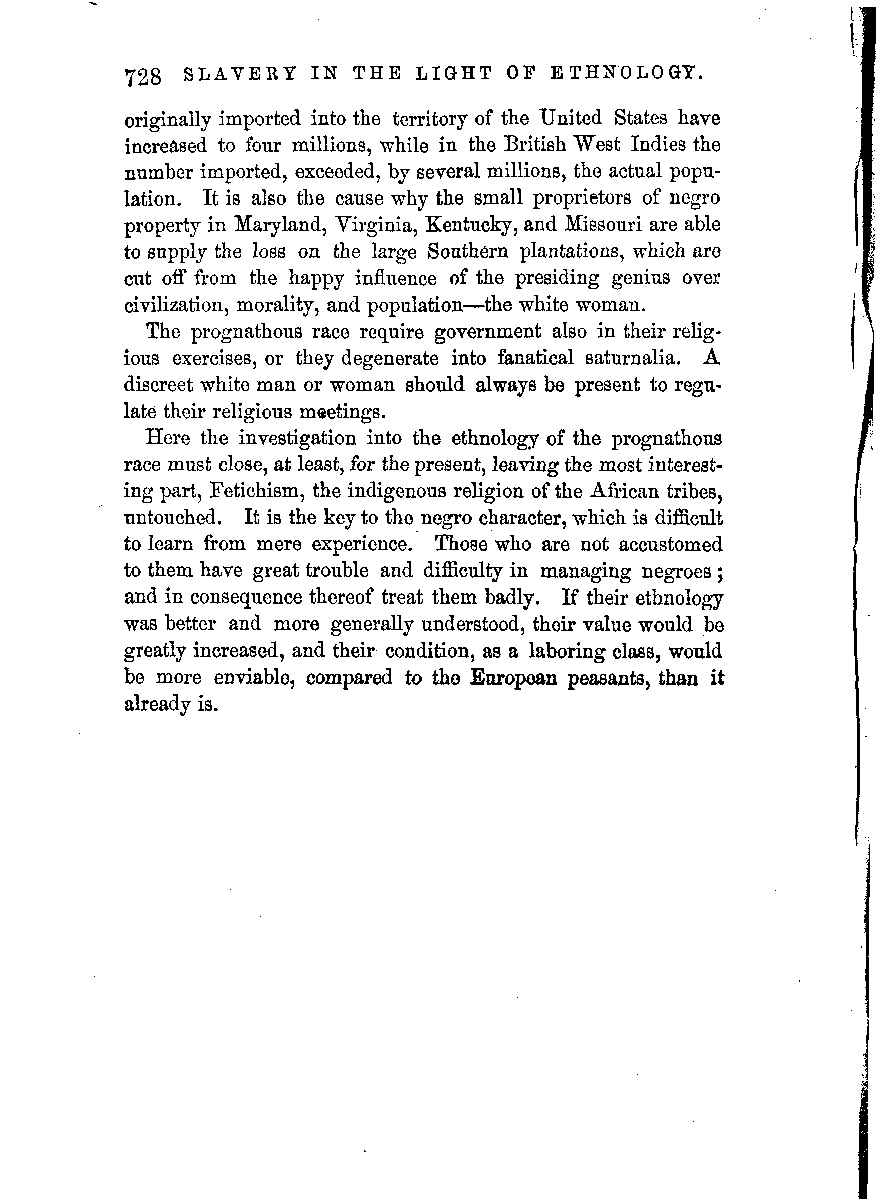 728 SLAVERY IN THE LIGHT OF ETHNOLOGY.
originally imported into the territory of the United States have
increased to four millions, while in the British West Indies the
number imported, exceeded, by several millions, the actual popu-
lation. It is also the cause why the small proprietors of negro
property in Maryland, Virginia, Kentucky, and Missouri are able
to supply the loss on the large Southern plantations, which are
cut off from the happy influence of the presiding genius over
civilization, morality, and population—the white woman.
The prognathous race require government also in their relig-
ious exercises, or they degenerate into fanatical saturnalia. A
discreet white man or woman should always be present to regu-
late their religious meetings.
Here the investigation into the ethnology of the prognathous
race must close, at least, for the present, leaving the most interest-
ing part, Fetichism, the indigenous religion of the African tribes,
untouched. It is the key to the negro character, which is difficult
to learn from mere experience. Those who are not accustomed
to them have great trouble and difficulty in managing negroes;
and in consequence thereof treat them badly. If their ethnology
was better and more generally understood, their value would be
greatly increased, and their condition, as a laboring class, would
be more enviable, compared to the European peasants, than it
already is.